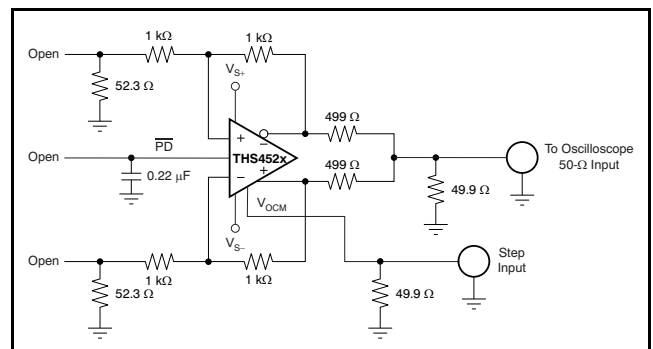 Open
1 kΩ
1 kΩ
52.3 Ω
V_S+
499 Ω
Open
PD
0.22 μF
+
−
THS452x
−
+
499 Ω
To Oscilloscope
50-Ω Input
49.9 Ω
V_OCM
V_S−
Open
1 kΩ
1 kΩ
52.3 Ω
49.9 Ω
Step
Input